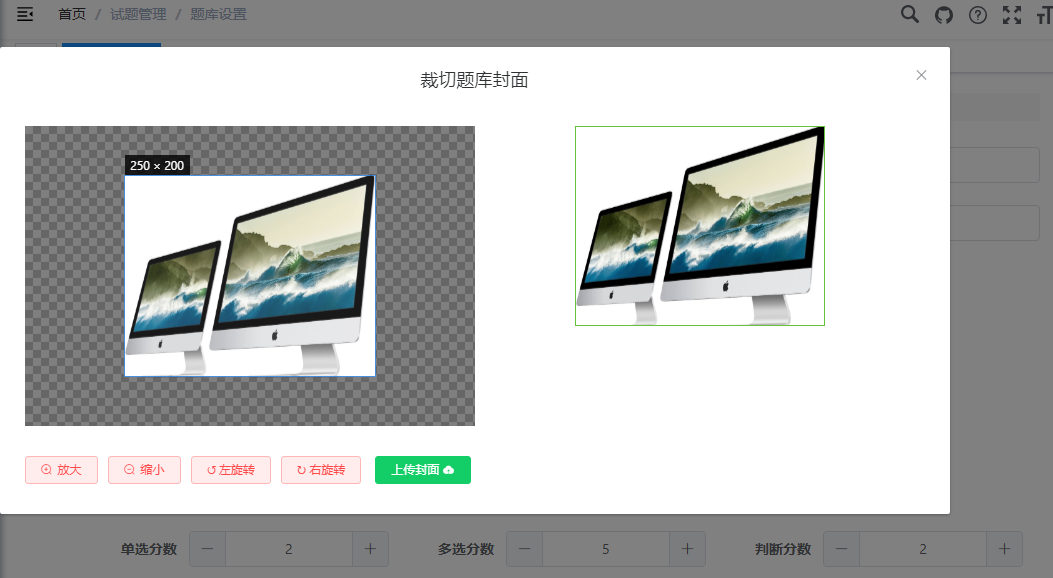 首页 / 试题管理 / 题库设置
裁切题库封面
250 × 200
放大 缩小 左旋转 右旋转 上传封面
单选分数 2 多选分数 5 判断分数 2